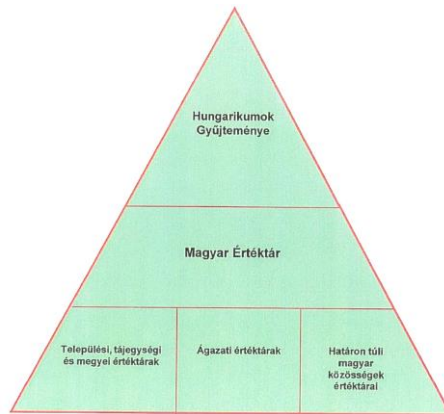 Hungarikumok
Gyűjteménye
Magyar Értéktár
Települési, tájegységi
és megyei értéktárak
Ágazati értéktárak
Határon túli
magyar
közösségek
értéktárai